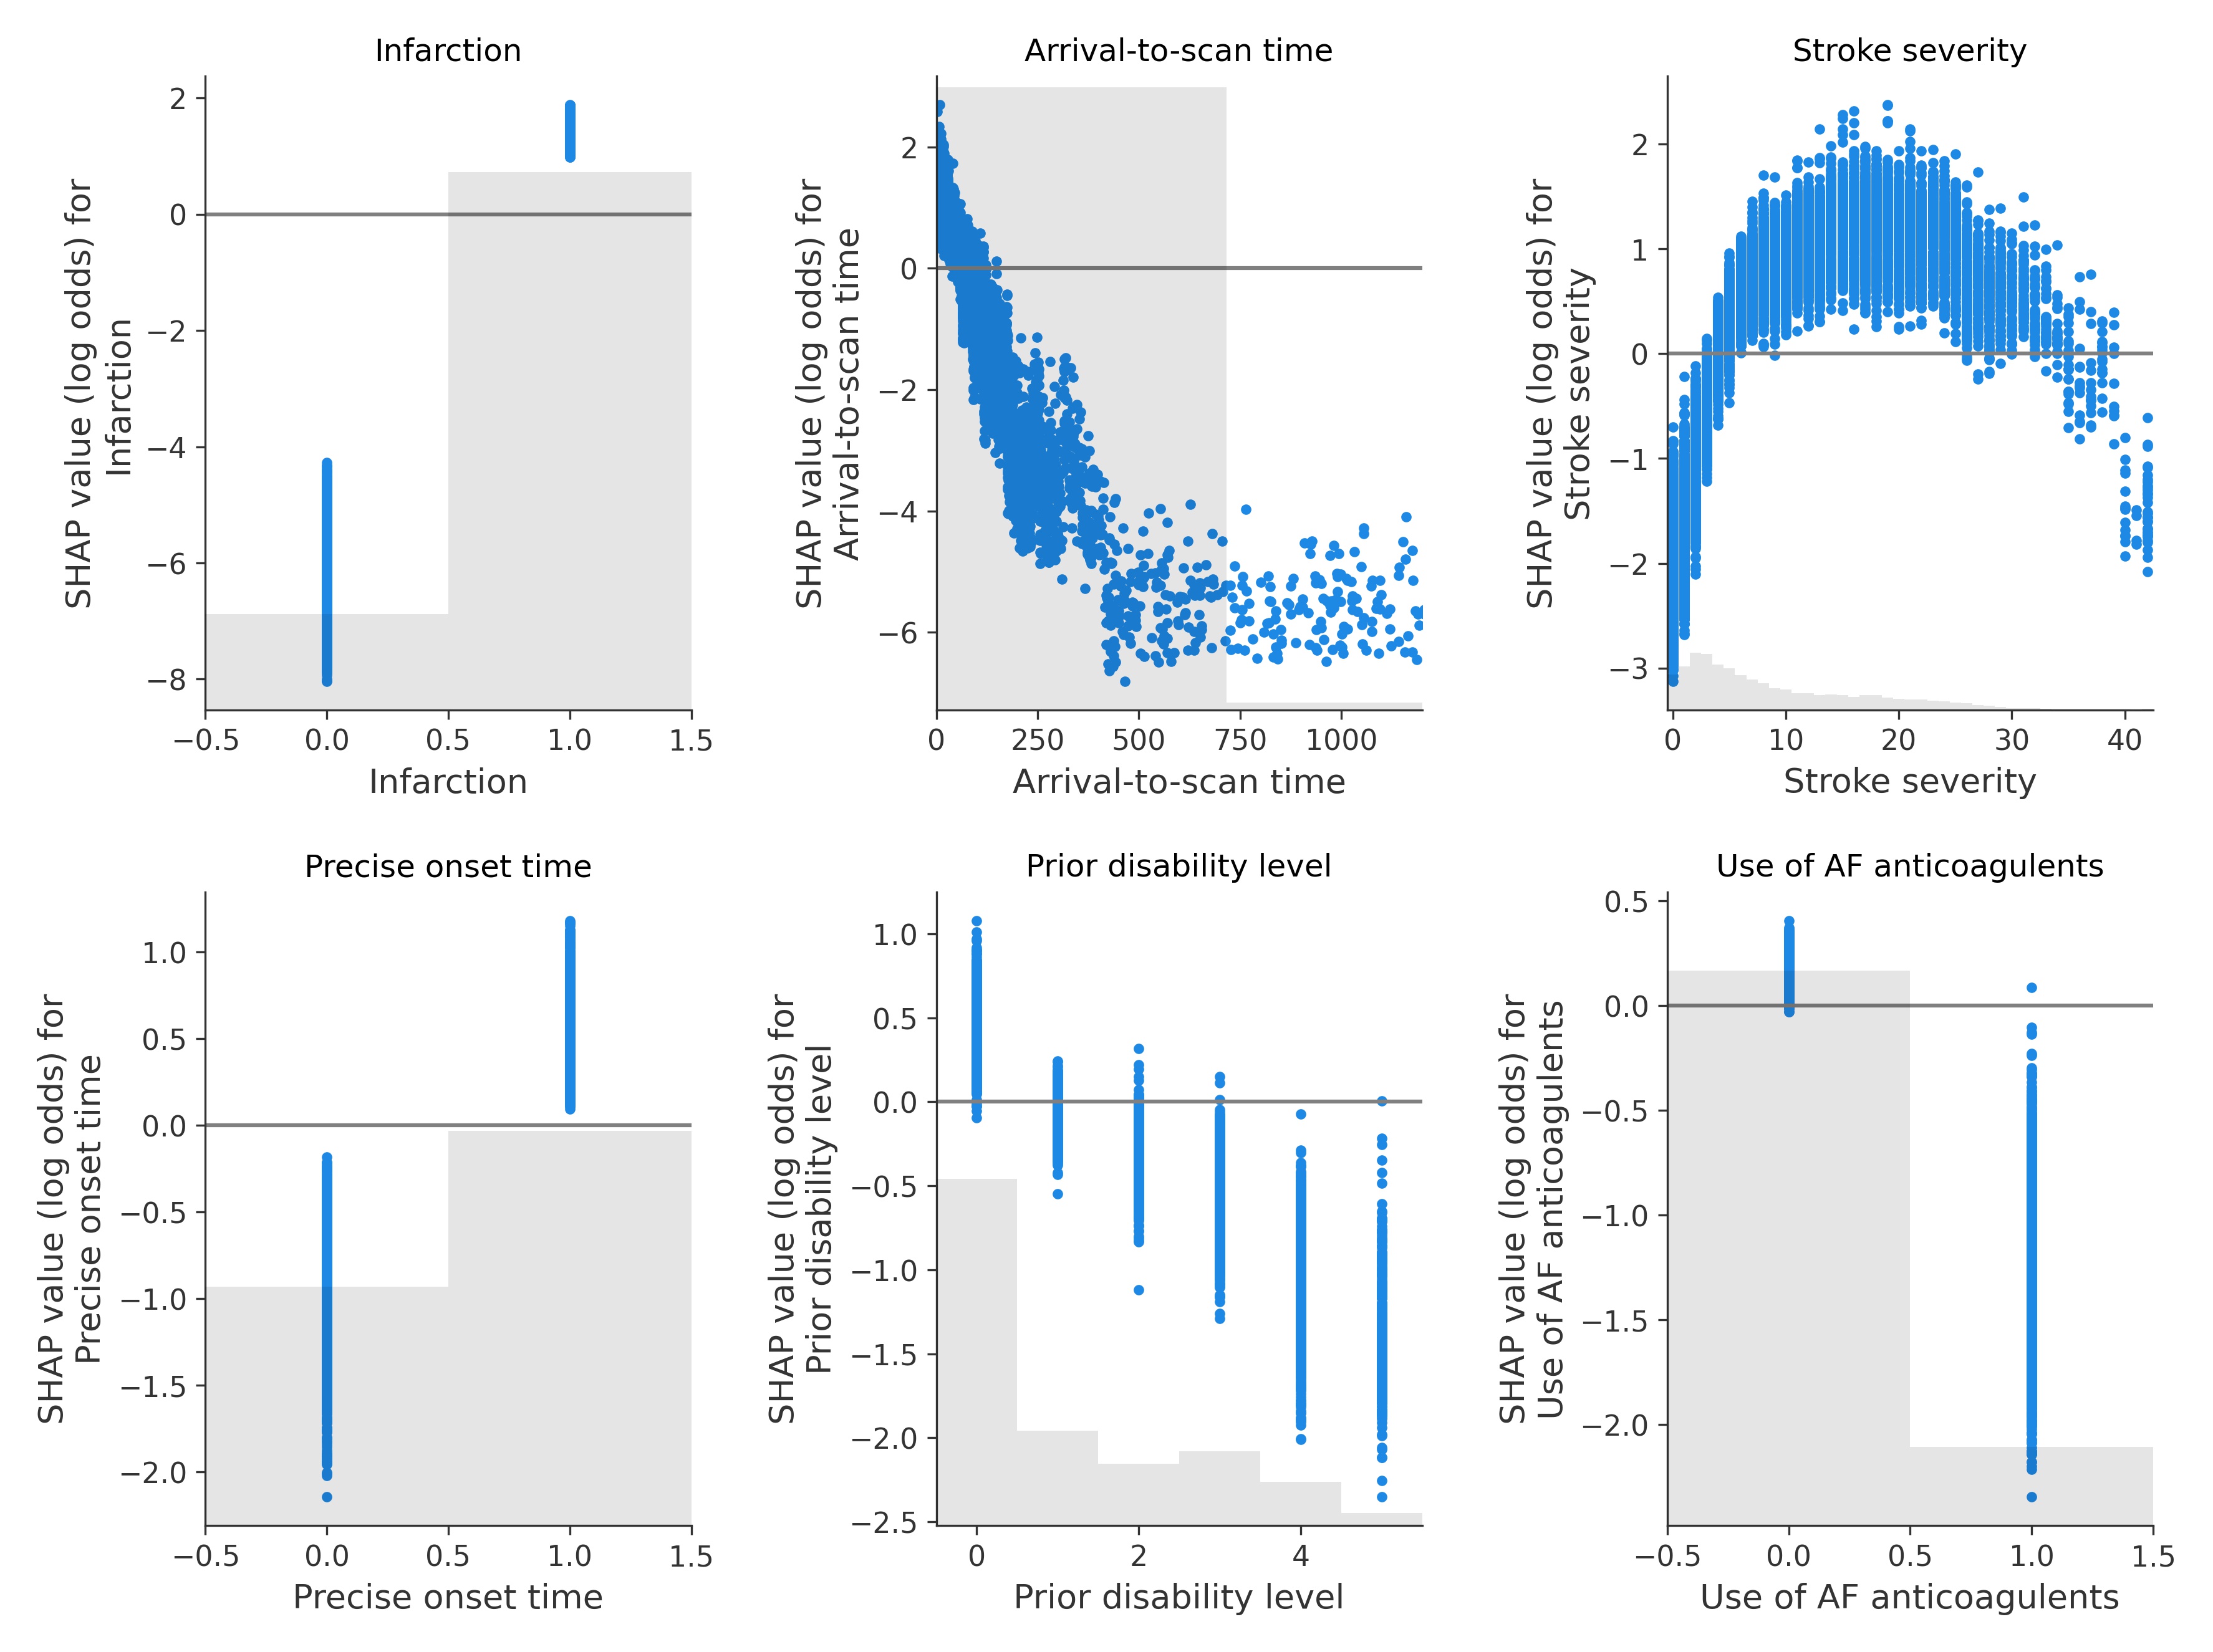 Infarction
2
0
−2
−4
−6
−8
SHAP value (log odds) for
Infarction
−0.5 0.0 0.5 1.0 1.5
Infarction
Arrival-to-scan time
2
0
−2
−4
−6
SHAP value (log odds) for
Arrival-to-scan time
0 250 500 750 1000
Arrival-to-scan time
Stroke severity
2
1
0
−1
−2
−3
SHAP value (log odds) for
Stroke severity
0 10 20 30 40
Stroke severity
Precise onset time
1.0
0.5
0.0
−0.5
−1.0
−1.5
−2.0
SHAP value (log odds) for
Precise onset time
−0.5 0.0 0.5 1.0 1.5
Precise onset time
Prior disability level
1.0
0.5
0.0
−0.5
−1.0
−1.5
−2.0
−2.5
SHAP value (log odds) for
Prior disability level
0 2 4
Prior disability level
Use of AF anticoagulents
0.5
0.0
−0.5
−1.0
−1.5
−2.0
SHAP value (log odds) for
Use of AF anticoagulents
−0.5 0.0 0.5 1.0 1.5
Use of AF anticoagulents